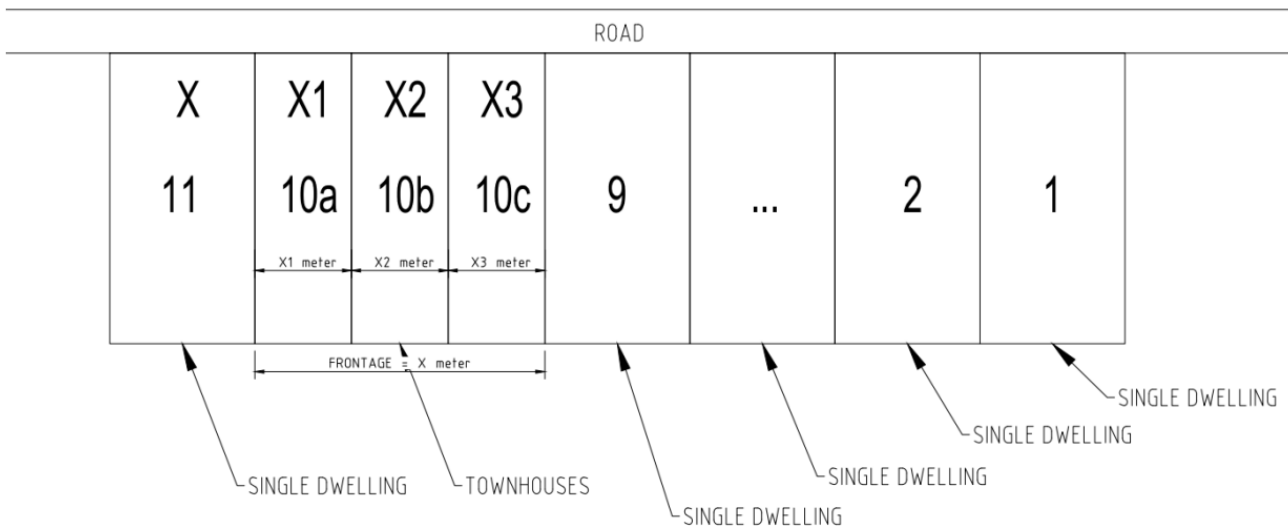 ROAD
X X1 X2 X3
11 10a 10b 10c 9 ... 2 1
X1 meter X2 meter X3 meter
FRONTAGE = X meter
SINGLE DWELLING
SINGLE DWELLING
SINGLE DWELLING
SINGLE DWELLING TOWNHOUSES
SINGLE DWELLING